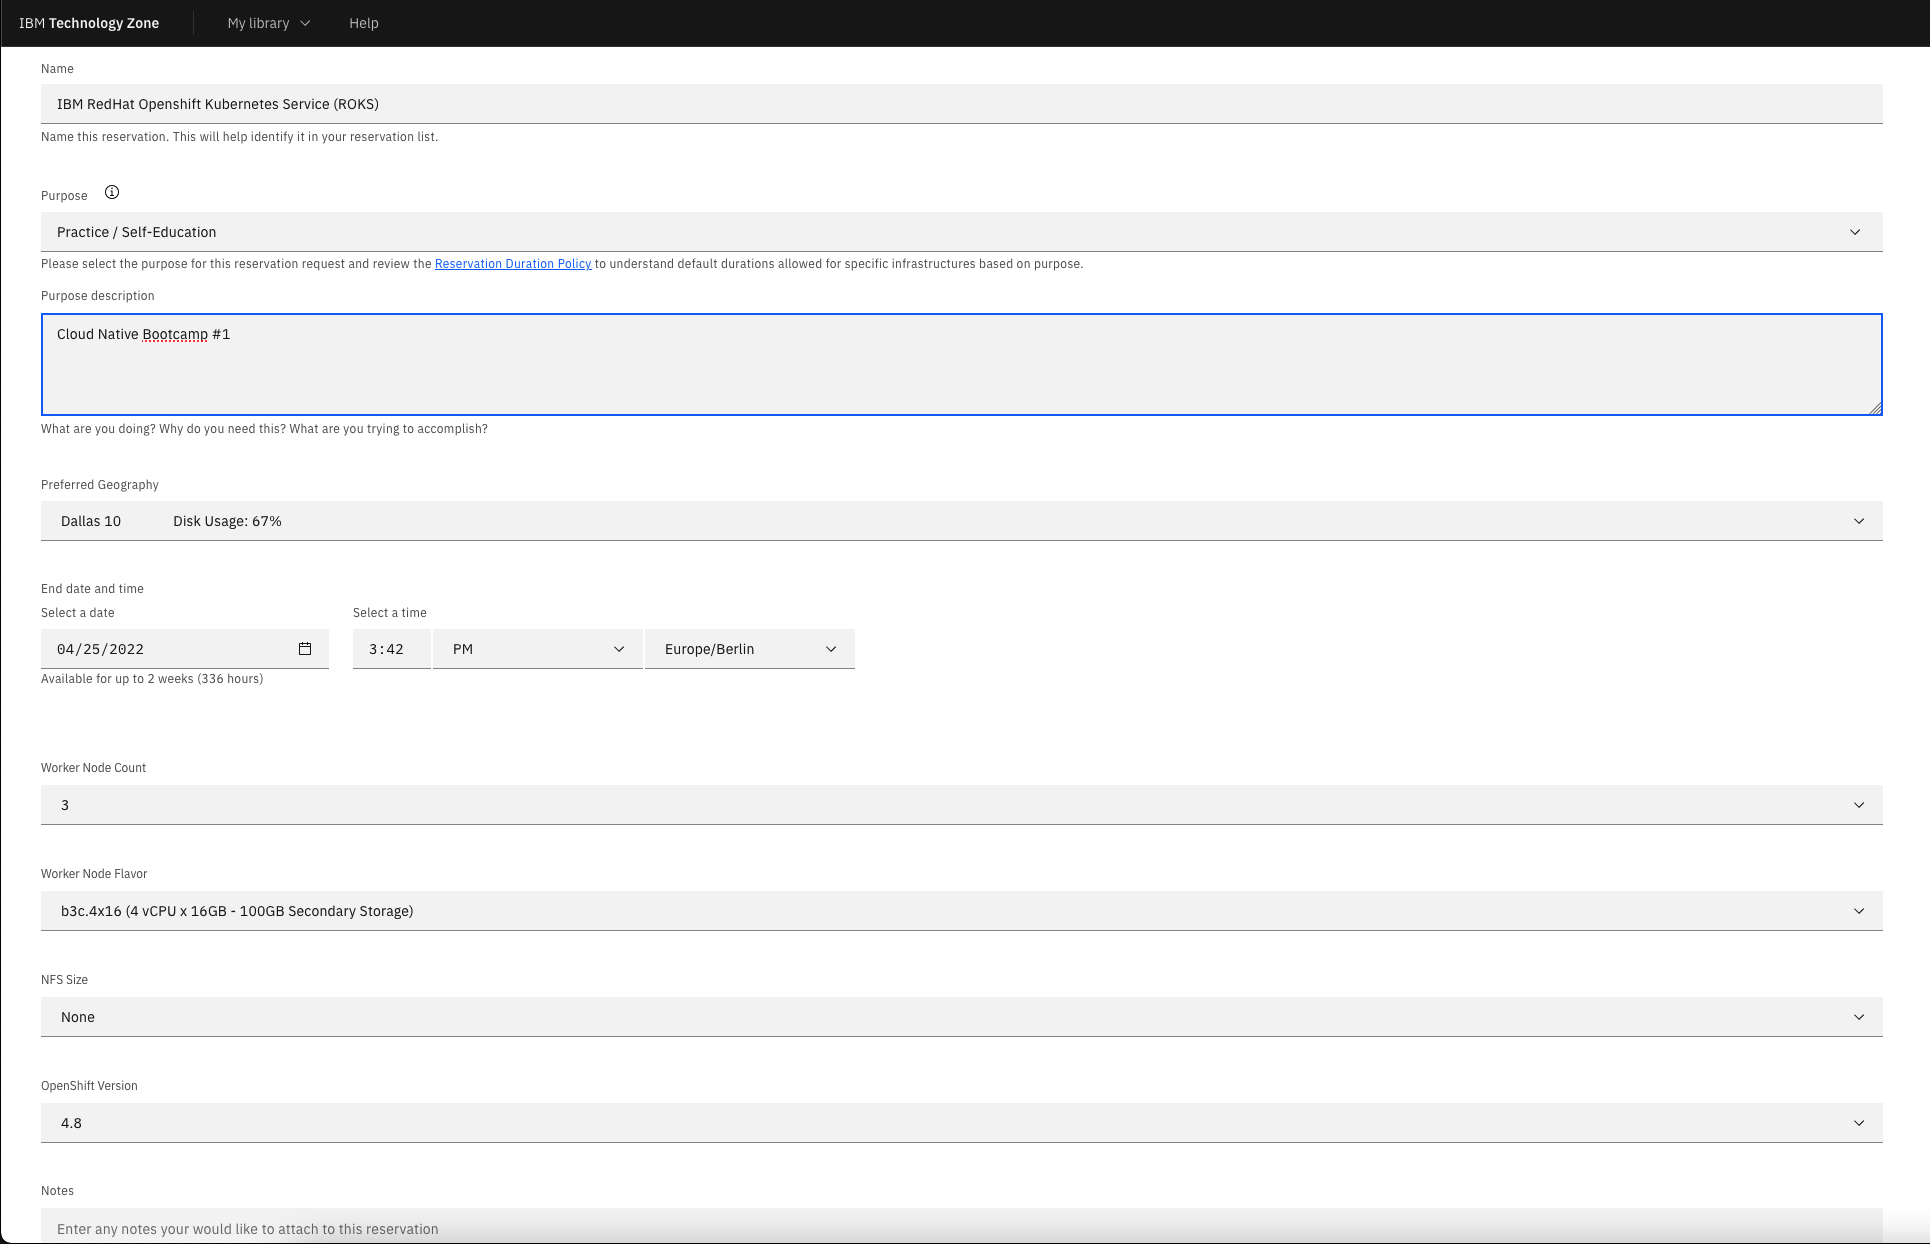 IBM Technology Zone My library Help
Name
IBM RedHat Openshift Kubernetes Service (ROKS)
Name this reservation. This will help identify it in your reservation list.
Purpose
Practice / Self-Education
Please select the purpose for this reservation request and review the Reservation Duration Policy to understand default durations allowed for specific infrastructures based on purpose.
Purpose description
Cloud Native Bootcamp #1
What are you doing? Why do you need this? What are you trying to accomplish?
Preferred Geography
Dallas 10 Disk Usage: 67%
End date and time
Select a date Select a time
04/25/2022 3:42 PM Europe/Berlin
Available for up to 2 weeks (336 hours)
Worker Node Count
3
Worker Node Flavor
b3c.4x16 (4 vCPU x 16GB - 100GB Secondary Storage)
NFS Size
None
OpenShift Version
4.8
Notes
Enter any notes your would like to attach to this reservation